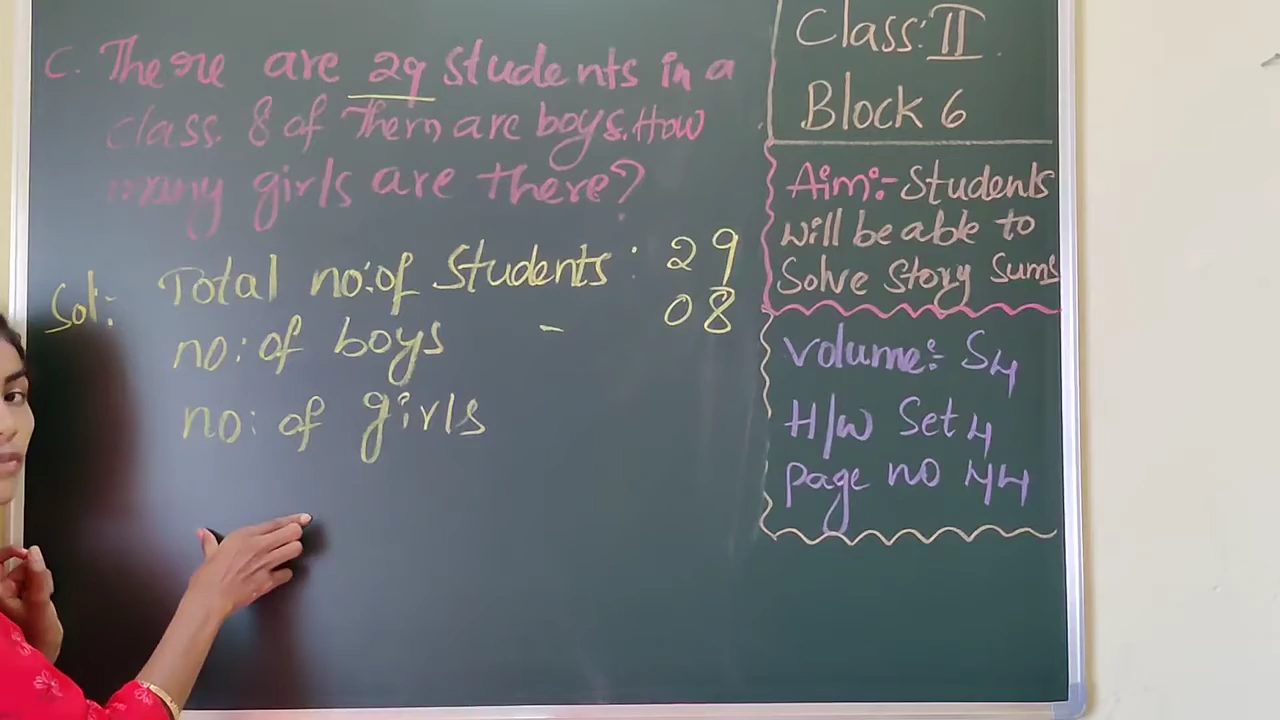 C. There are 29 students in a
class. 8 of Them are boys. How
many girls are there?
Sol: Total no: of Students : 29
no: of boys - 08
no: of girls
Class: II
Block 6
Aim:- Students
will be able to
Solve Story Sums
Volume:- S4
H/W Set 4
page no 44